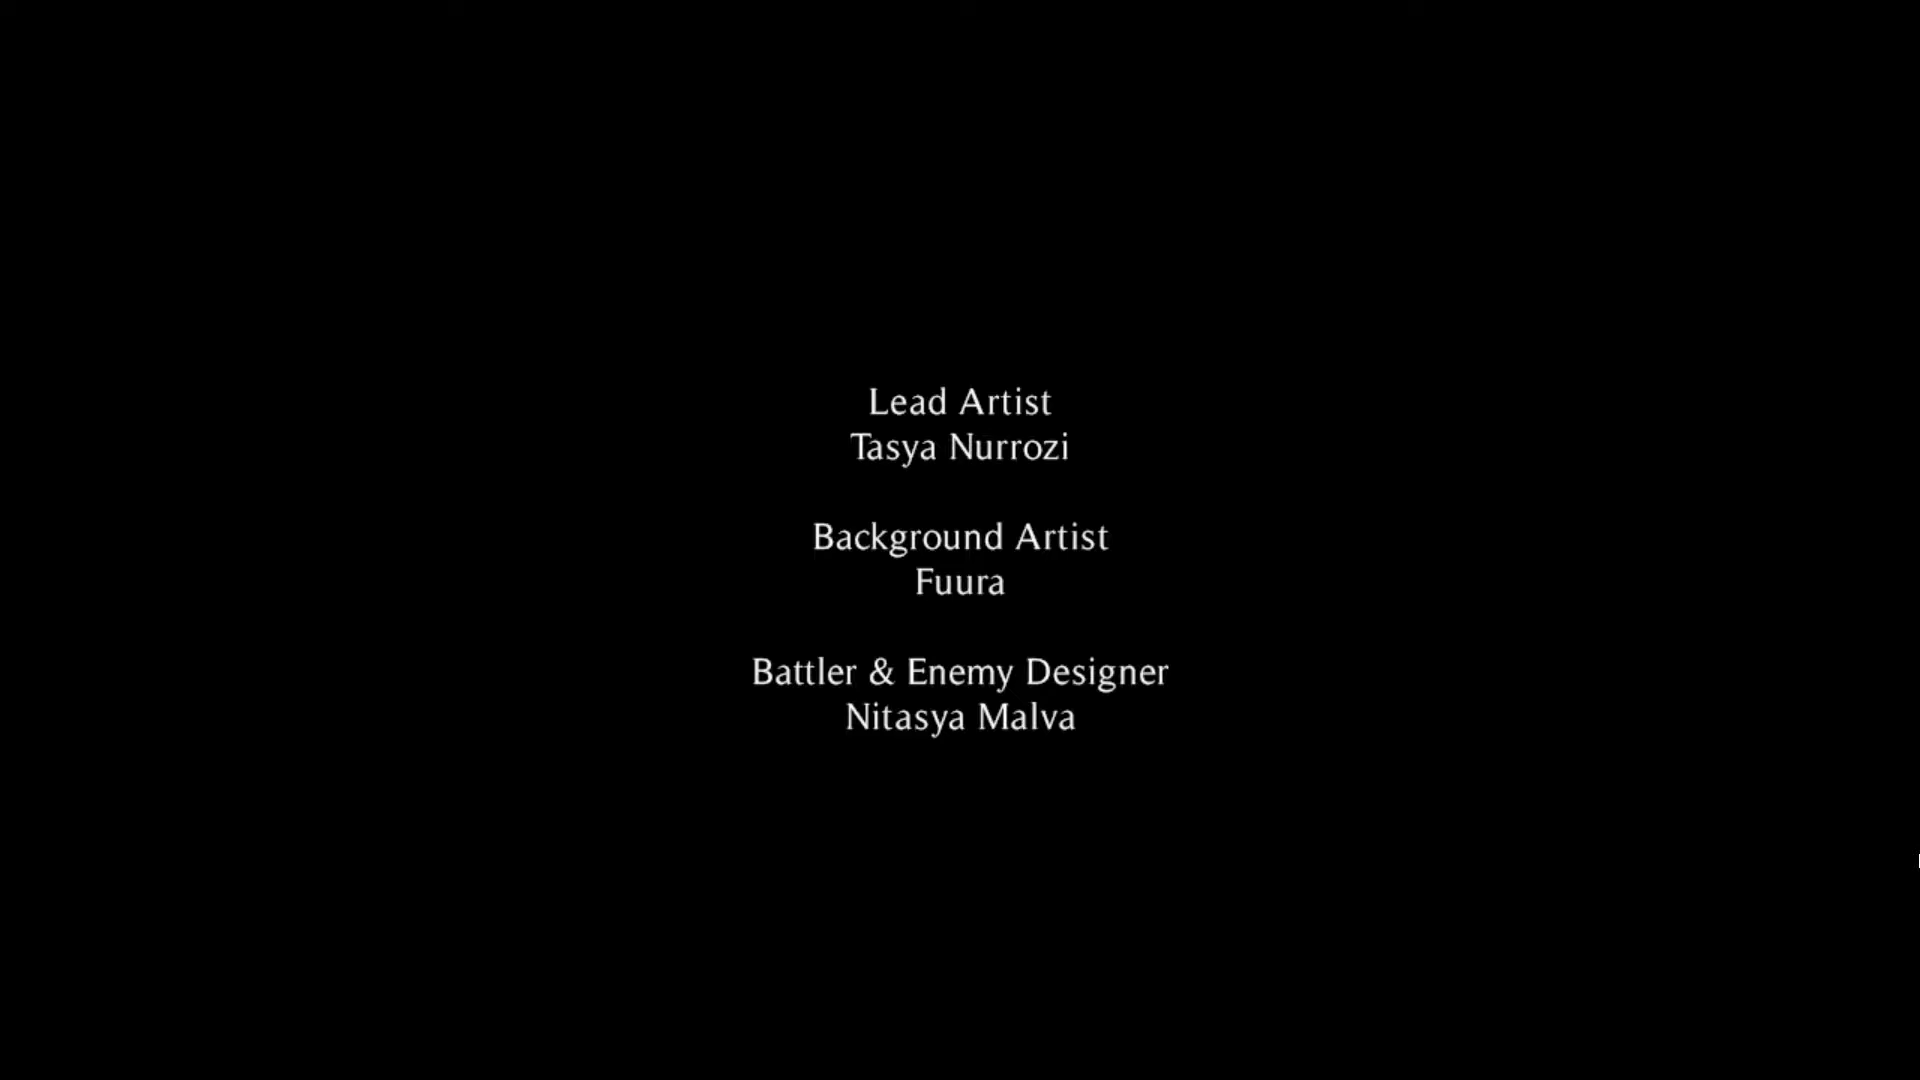 Lead Artist
Tasya Nurrozi
Background Artist
Fuura
Battler & Enemy Designer
Nitasya Malva